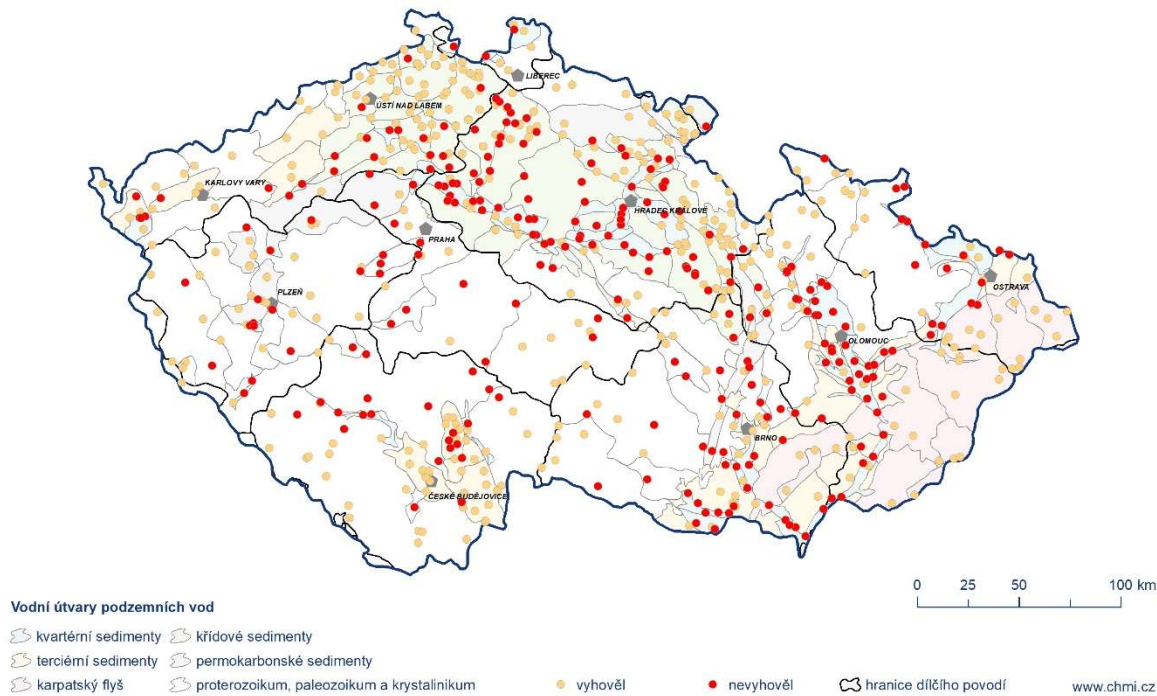 LIBEREC
ÚSTÍ NAD LABEM
KARLOVY VARY
HRADEC KRÁLOVÉ
PRAHA
PLZEŇ
OSTRAVA
OLOMOUC
BRNO
ČESKÉ BUDĚJOVICE
0 25 50 100 km
Vodní útvary podzemních vod
kvartérní sedimenty křídové sedimenty
terciérní sedimenty permokarbonské sedimenty
karpatský flyš proterozoikum, paleozoikum a krystalinikum vyhověl nevyhověl hranice dílčího povodí www.chmi.cz